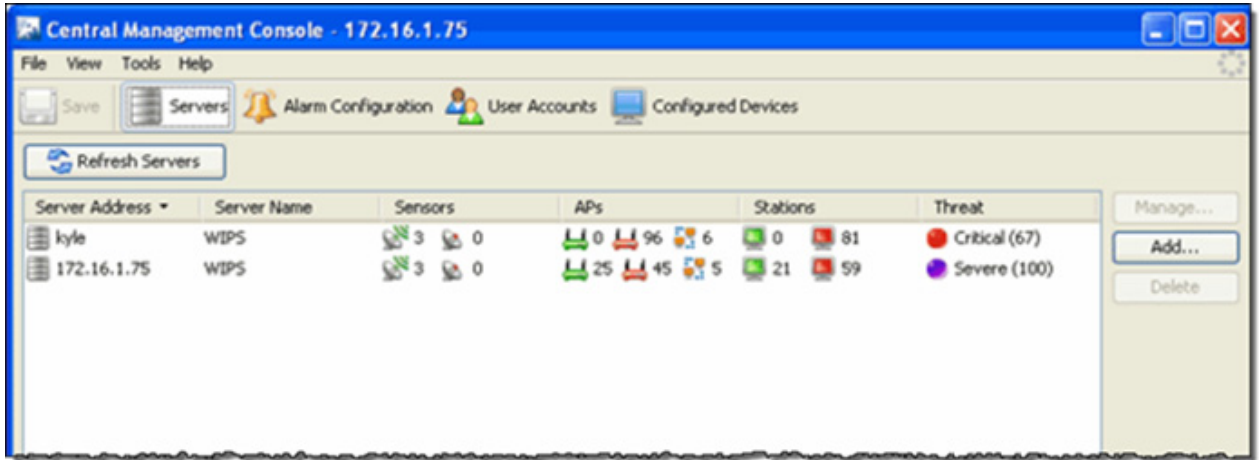 Central Management Console - 172.16.1.75
File View Tools Help
Save Servers Alarm Configuration User Accounts Configured Devices
Refresh Servers
Server Address Server Name Sensors APs Stations Threat Manage...
kyle WIPS 3 0 0 96 6 0 81 Critical (67) Add...
172.16.1.75 WIPS 3 0 25 45 5 21 59 Severe (100)
Delete